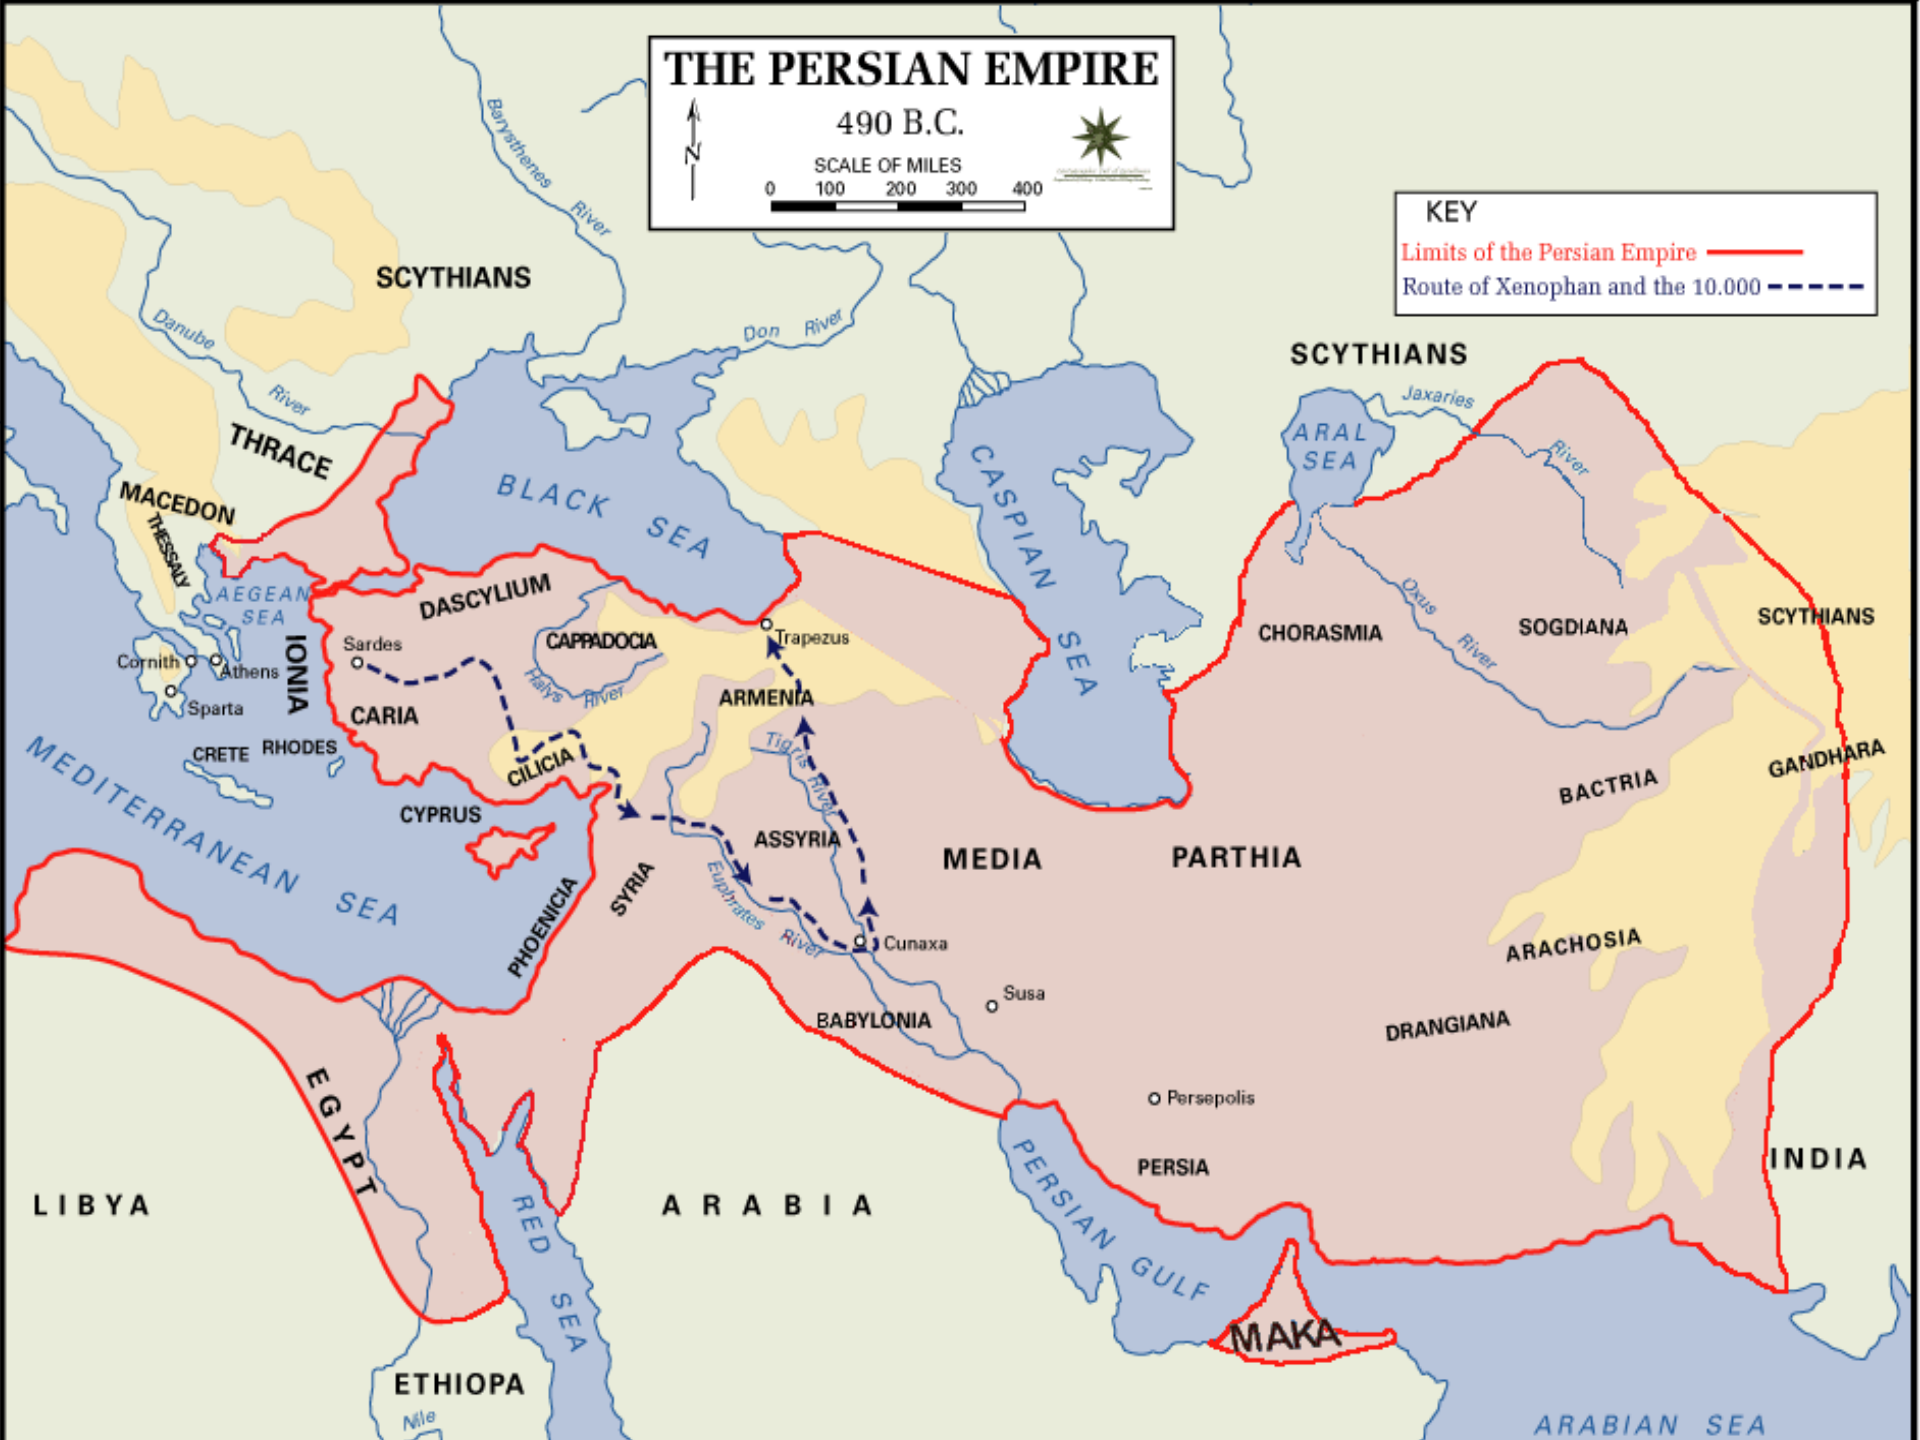 THE PERSIAN EMPIRE
490 B.C.
N
SCALE OF MILES
0 100 200 300 400
KEY
Limits of the Persian Empire
Route of Xenophan and the 10.000
Barysthenes River
SCYTHIANS
Danube River
Don River
SCYTHIANS
Jaxaries River
ARAL SEA
THRACE
MACEDON
THESSALY
BLACK SEA
CASPIAN SEA
AEGEAN SEA
DASCYLIUM
CAPPADOCIA
Halys River
Trapezus
CHORASMIA
Oxus River
SOGDIANA
SCYTHIANS
Sardes
IONIA
Cornith
Athens
Sparta
CARIA
ARMENIA
CRETE
RHODES
CILICIA
Tigris River
BACTRIA
GANDHARA
MEDITERRANEAN SEA
CYPRUS
ASSYRIA
MEDIA
PARTHIA
PHOENICIA
SYRIA
Euphrates River
Cunaxa
ARACHOSIA
Susa
BABYLONIA
DRANGIANA
EGYPT
Persepolis
PERSIA
INDIA
LIBYA
ARABIA
RED SEA
PERSIAN GULF
MAKA
ETHIOPA
Nile
ARABIAN SEA